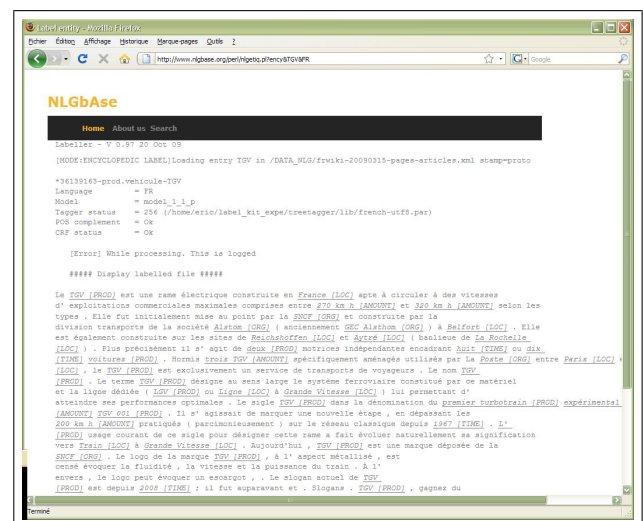 Label entity - Mozilla Firefox
Fichier Édition Affichage Historique Marque-pages Outils ?
http://www.nlgbase.org/perl/nlgetiq.pl?ency&TGV&FR
Google
NLGbAse
Home About us Search
Labeller - V 0.97 20 Oct 09
[MODE:ENCYCLOPEDIC LABEL]Loading entry TGV in /DATA_NLG/frwiki-20090315-pages-articles.xml stamp=proto
*36139163-prod.vehicule-TGV
Language = FR
Model = model_1_1_p
Tagger status = 256 (/home/eric/label_kit_expe/treetagger/lib/french-utf8.par)
POS complement = Ok
CRF status = Ok
[Error] While processing. This is logged
##### Display labelled file #####
Le TGV [PROD] est une rame électrique construite en France [LOC] apte à circuler à des vitesses
d' exploitations commerciales maximales comprises entre 270 km h [AMOUNT] et 320 km h [AMOUNT] selon les
types . Elle fut initialement mise au point par la SNCF [ORG] et construite par la
division transports de la société Alstom [ORG] ( anciennement GEC Alsthom [ORG] ) à Belfort [LOC] . Elle
est également construite sur les sites de Reichshoffen [LOC] et Aytré [LOC] ( banlieue de La Rochelle
[LOC] ) . Plus précisément il s' agit de deux [PROD] motrices indépendantes encadrant huit [TIME] ou dix
[TIME] voitures [PROD] . Hormis trois TGV [AMOUNT] spécifiquement aménagés utilisés par La Poste [ORG] entre Paris [LOC] e
[LOC] , le TGV [PROD] est exclusivement un service de transports de voyageurs . Le nom TGV
[PROD] . Le terme TGV [PROD] désigne au sens large le système ferroviaire constitué par ce matériel
et la ligne dédiée ( LGV [PROD] ou Lignes [LOC] à Grande Vitesse [LOC] ) lui permettant d'
atteindre ses performances optimales . Le sigle TGV [PROD] dans la dénomination du premier turbotrain [PROD] expérimental
[AMOUNT] TGV 001 [PROD] . Il s' agissait de marquer une nouvelle étape , en dépassant les
200 km h [AMOUNT] pratiqués ( parcimonieusement ) sur le réseau classique depuis 1967 [TIME] . L'
[PROD] usage courant de ce sigle pour désigner cette rame a fait évoluer naturellement sa signification
vers Train [LOC] à Grande Vitesse [LOC] . Aujourd'hui , TGV [PROD] est une marque déposée de la
SNCF [ORG] . Le logo de la marque TGV [PROD] , à l' aspect métallisé , est
censé évoquer la fluidité , la vitesse et la puissance du train . À l'
envers , le logo peut évoquer un escargot , . Le slogan actuel de TGV
[PROD] est depuis 2008 [TIME] ; il fut auparavant et . Slogans . TGV [PROD] , gagnez du
Terminé